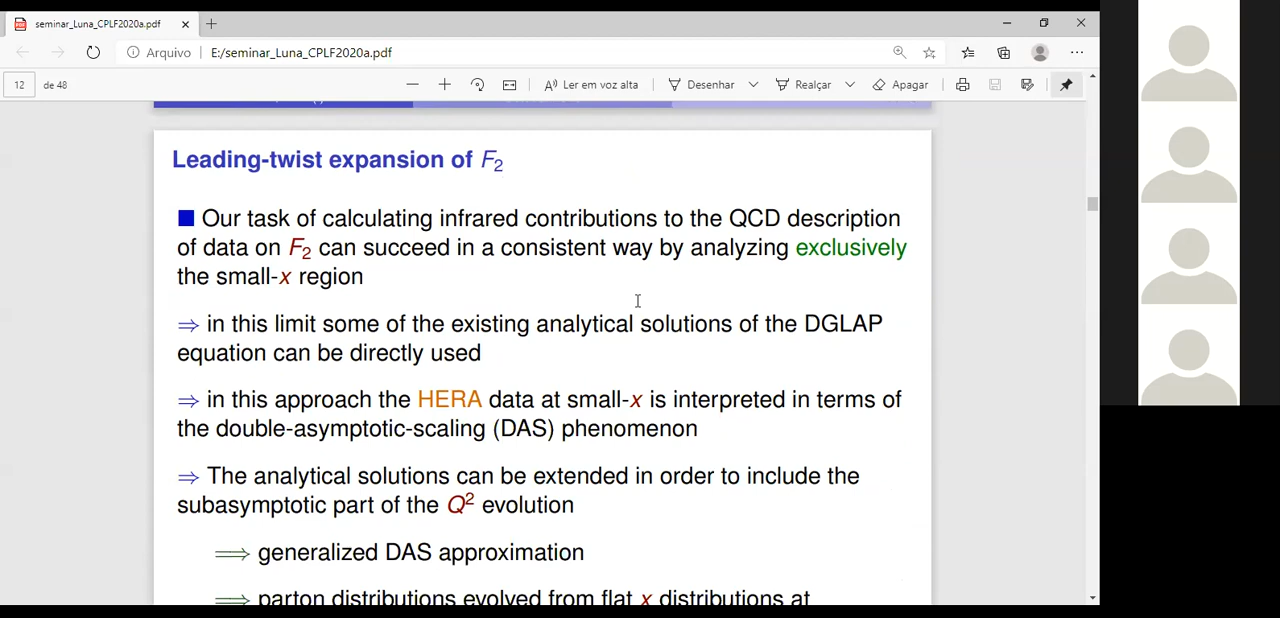 seminar_Luna_CPLF2020a.pdf
Arquivo
E:/seminar_Luna_CPLF2020a.pdf
12 de 48
Ler em voz alta
Desenhar
Realçar
Apagar
Leading-twist expansion of F2
Our task of calculating infrared contributions to the QCD description
of data on F2 can succeed in a consistent way by analyzing exclusively
the small-x region
⇒ in this limit some of the existing analytical solutions of the DGLAP
equation can be directly used
⇒ in this approach the HERA data at small-x is interpreted in terms of
the double-asymptotic-scaling (DAS) phenomenon
⇒ The analytical solutions can be extended in order to include the
subasymptotic part of the Q² evolution
⟹ generalized DAS approximation
⟹ parton distributions evolved from flat x distributions at